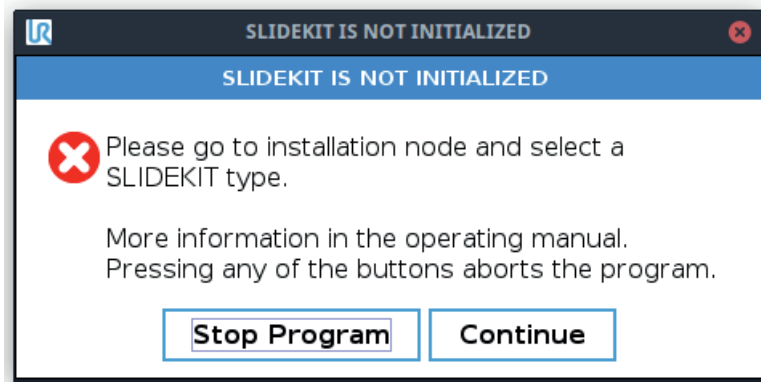 UR
SLIDEKIT IS NOT INITIALIZED
SLIDEKIT IS NOT INITIALIZED
Please go to installation node and select a
SLIDEKIT type.
More information in the operating manual.
Pressing any of the buttons aborts the program.
Stop Program
Continue